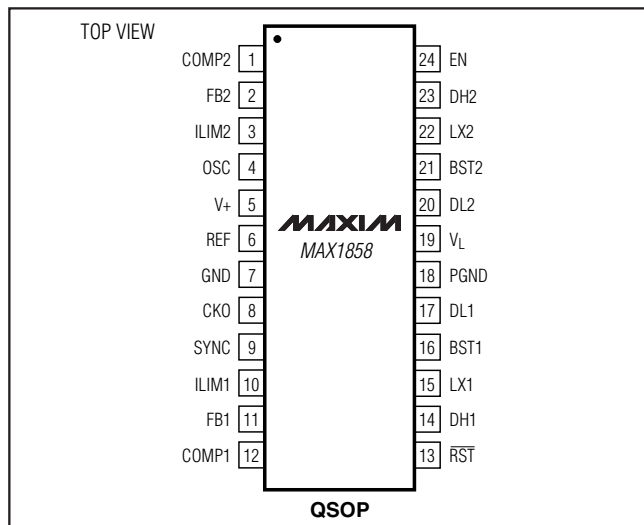 TOP VIEW
COMP2 1
FB2 2
ILIM2 3
OSC 4
V+ 5
REF 6
GND 7
CKO 8
SYNC 9
ILIM1 10
FB1 11
COMP1 12
MAXIM
MAX1858
24 EN
23 DH2
22 LX2
21 BST2
20 DL2
19 VL
18 PGND
17 DL1
16 BST1
15 LX1
14 DH1
13 R̅S̅T̅
QSOP